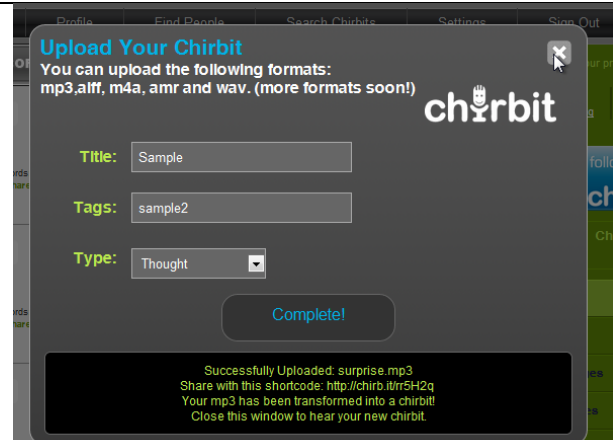 Profile Find People Search Chirbits Settings Sign Out
Upload Your Chirbit
You can upload the following formats:
mp3,aiff, m4a, amr and wav. (more formats soon!)
chirbit
Title: Sample
Tags: sample2
Type: Thought
Complete!
Successfully Uploaded: surprise.mp3
Share with this shortcode: http://chirb.it/rr5H2q
Your mp3 has been transformed into a chirbit!
Close this window to hear your new chirbit.